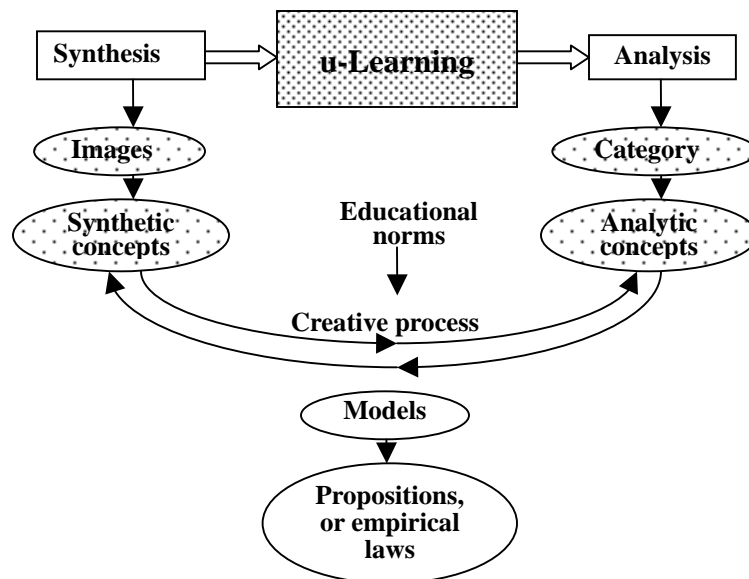 Synthesis
u-Learning
Analysis
Images
Category
Synthetic
concepts
Educational
norms
Analytic
concepts
Creative process
Models
Propositions,
or empirical
laws